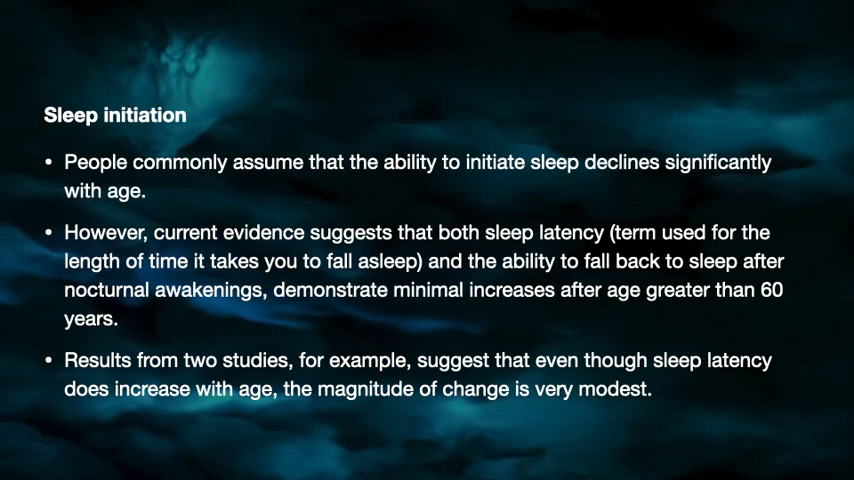 Sleep initiation
• People commonly assume that the ability to initiate sleep declines significantly
with age.
• However, current evidence suggests that both sleep latency (term used for the
length of time it takes you to fall asleep) and the ability to fall back to sleep after
nocturnal awakenings, demonstrate minimal increases after age greater than 60
years.
• Results from two studies, for example, suggest that even though sleep latency
does increase with age, the magnitude of change is very modest.